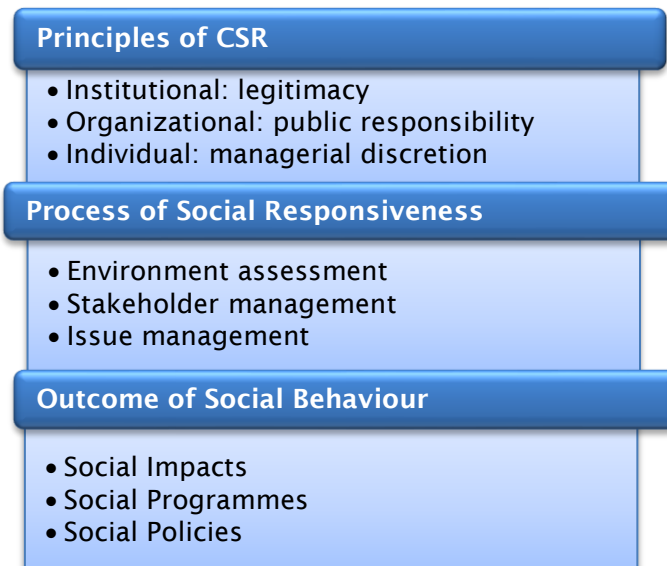 Principles of CSR
• Institutional: legitimacy
• Organizational: public responsibility
• Individual: managerial discretion
Process of Social Responsiveness
• Environment assessment
• Stakeholder management
• Issue management
Outcome of Social Behaviour
• Social Impacts
• Social Programmes
• Social Policies